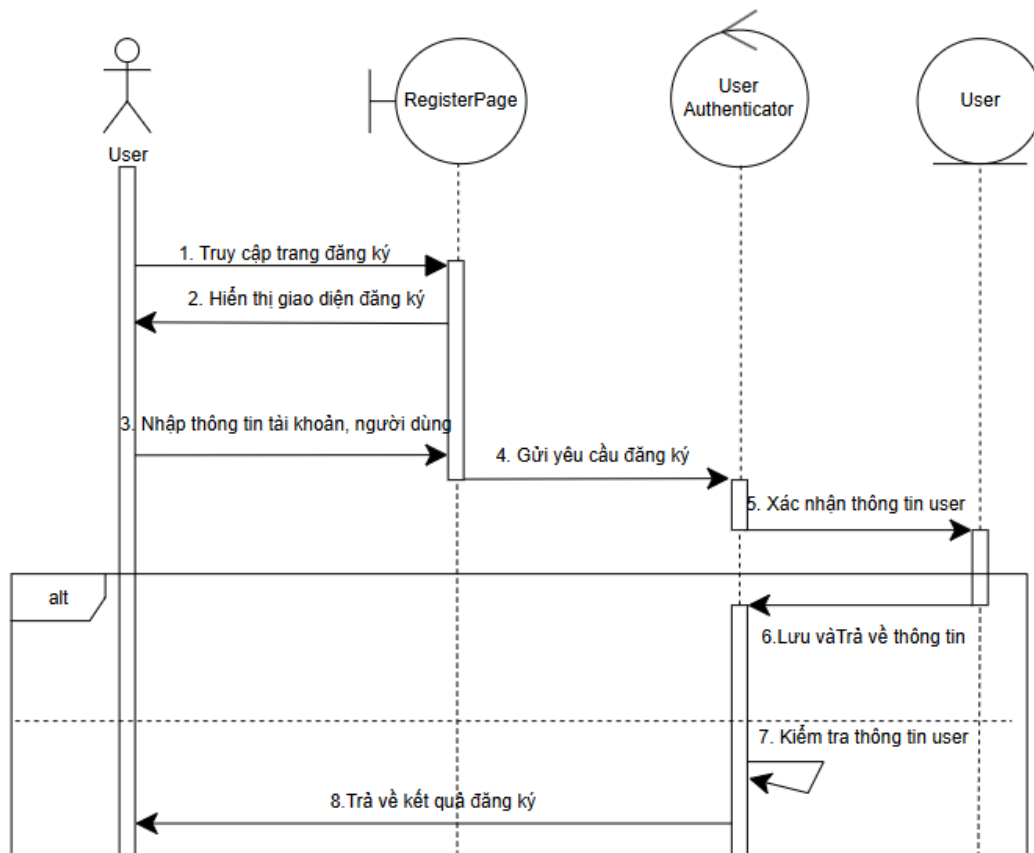 RegisterPage
User
Authenticator
User
User
1. Truy cập trang đăng ký
2. Hiển thị giao diện đăng ký
3. Nhập thông tin tài khoản, người dùng
4. Gửi yêu cầu đăng ký
5. Xác nhận thông tin user
alt
6.Lưu vàTrả về thông tin
7. Kiểm tra thông tin user
8.Trả về kết quả đăng ký